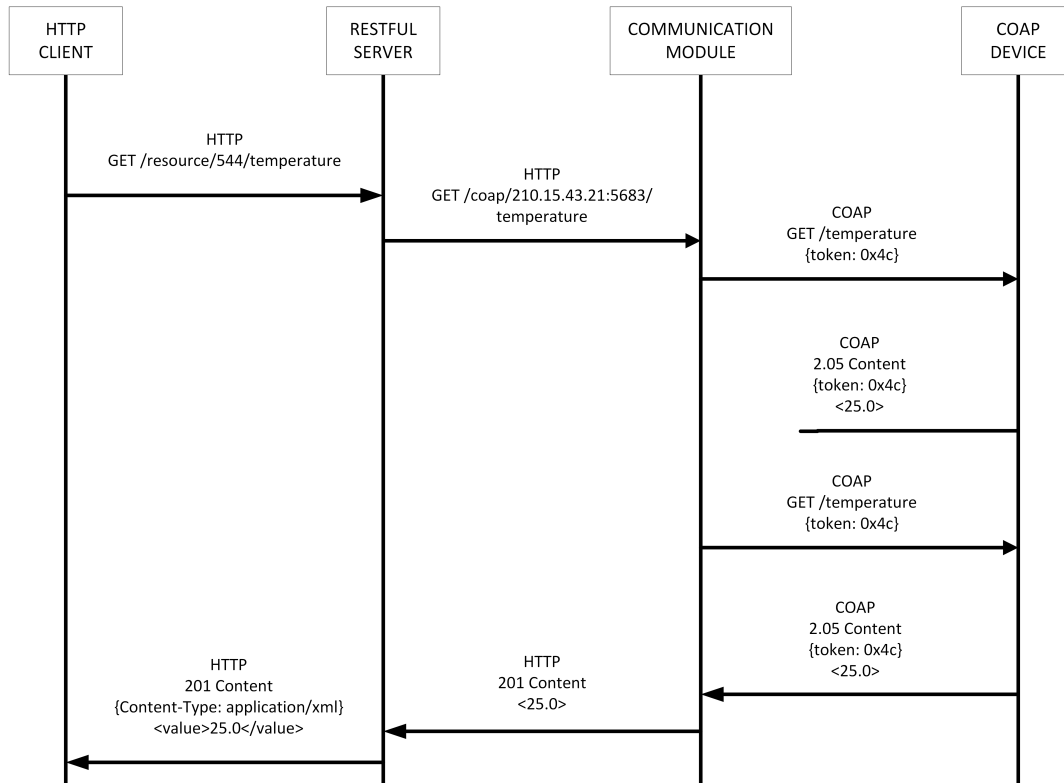 HTTP
CLIENT
RESTFUL
SERVER
COMMUNICATION
MODULE
COAP
DEVICE
HTTP
GET /resource/544/temperature
HTTP
GET /coap/210.15.43.21:5683/
temperature
COAP
GET /temperature
{token: 0x4c}
COAP
2.05 Content
{token: 0x4c}
<25.0>
COAP
GET /temperature
{token: 0x4c}
COAP
2.05 Content
{token: 0x4c}
<25.0>
HTTP
201 Content
<25.0>
HTTP
201 Content
{Content-Type: application/xml}
<value>25.0</value>